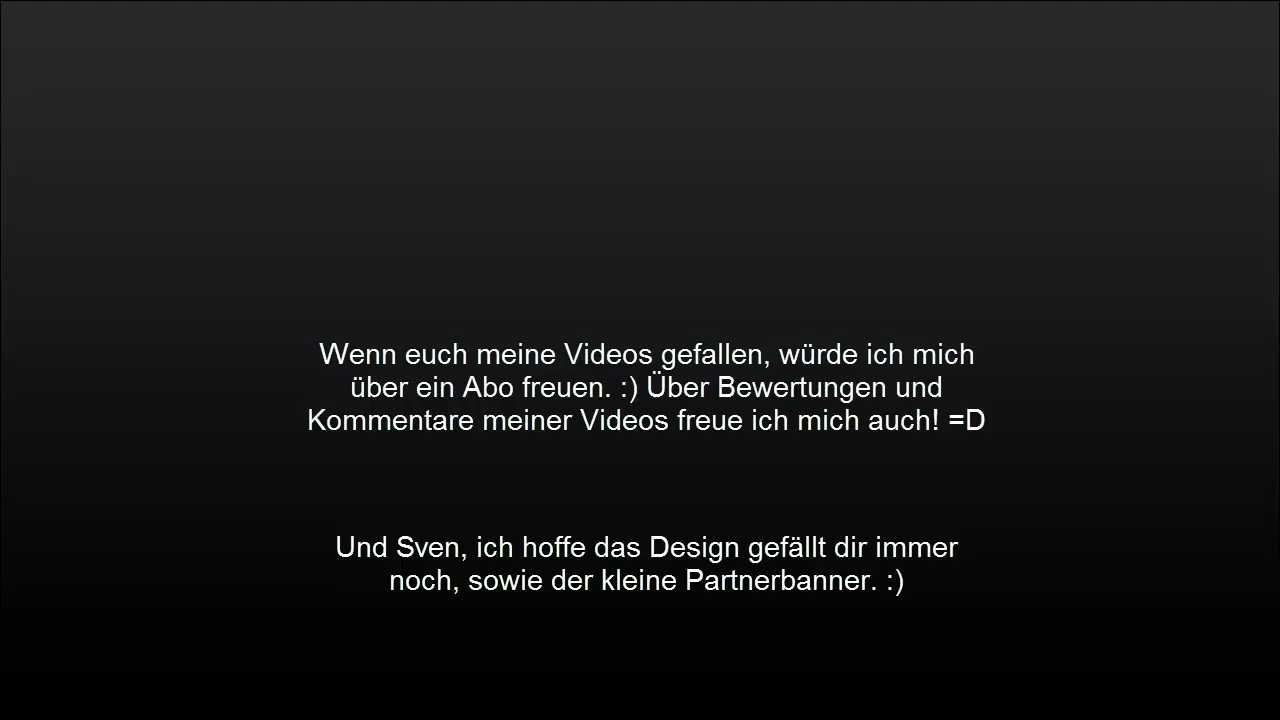 Wenn euch meine Videos gefallen, würde ich mich
über ein Abo freuen. :) Über Bewertungen und
Kommentare meiner Videos freue ich mich auch! =D
Und Sven, ich hoffe das Design gefällt dir immer
noch, sowie der kleine Partnerbanner. :)